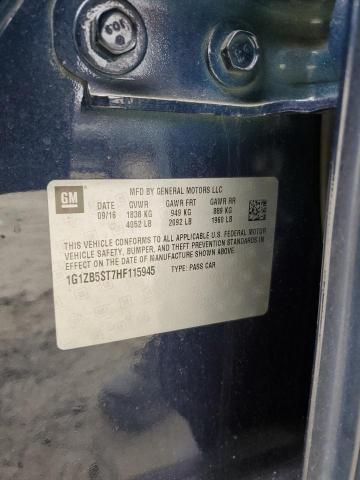 10.9
GM
MFD BY GENERAL MOTORS LLC
DATE GVWR GAWR FRT GAWR RR
09/16 1838 KG 949 KG 889 KG
4052 LB 2092 LB 1960 LB
THIS VEHICLE CONFORMS TO ALL APPLICABLE U.S. FEDERAL MOTOR
VEHICLE SAFETY, BUMPER, AND THEFT PREVENTION STANDARDS IN
EFFECT ON THE DATE OF MANUFACTURE SHOWN ABOVE.
1G1ZB5ST7HF115945 TYPE: PASS CAR